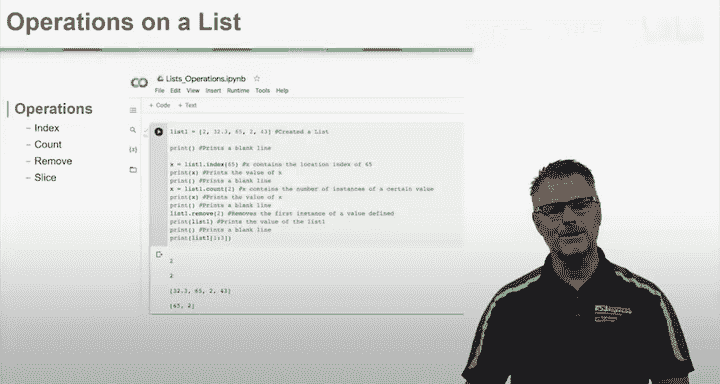 Operations on a List
Operations
– Index
– Count
– Remove
– Slice
Lists_Operations.ipynb
File Edit View Insert Runtime Tools Help
+ Code + Text
list1 = [2, 32.3, 65, 2, 43] #Created a List
print() #Prints a blank line
x = list1.index(65) #x contains the location index of 65
print(x) #Prints the value of x
print() #Prints a blank line
x = list1.count(2) #x contains the number of instances of a certain value
print(x) #Prints the value of x
print() #Prints a blank line
list1.remove(2) #Removes the first instance of a value defined
print(list1) #Prints the value of the list1
print() #Prints a blank line
2
2
[32.3, 65, 2, 43]
[65, 2]